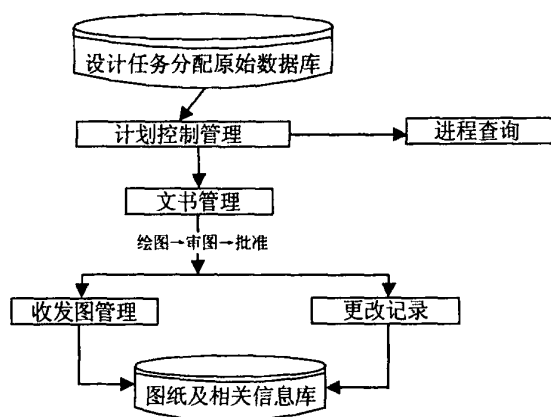 设计任务分配原始数据库
计划控制管理
进程查询
文书管理
绘图→审图→批准
收发图管理
更改记录
图纸及相关信息库